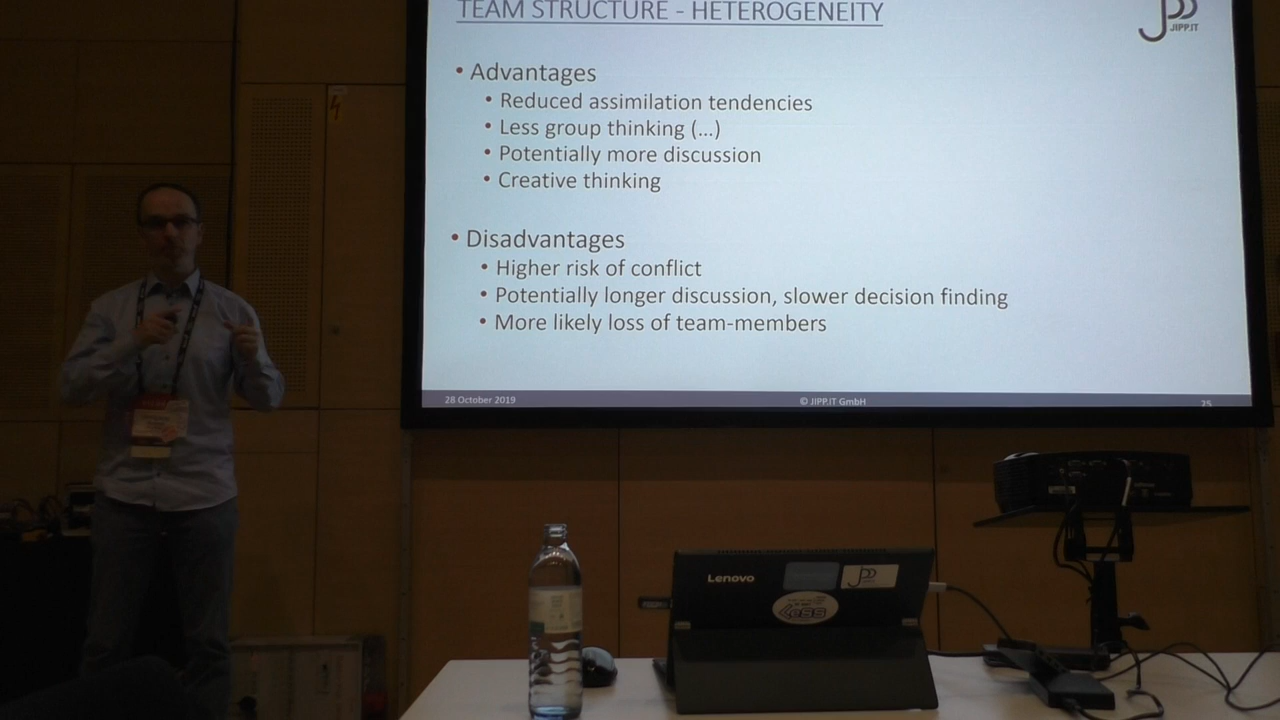 TEAM STRUCTURE - HETEROGENEITY
JIPP.IT
• Advantages
• Reduced assimilation tendencies
• Less group thinking (...)
• Potentially more discussion
• Creative thinking
• Disadvantages
• Higher risk of conflict
• Potentially longer discussion, slower decision finding
• More likely loss of team-members
28 October 2019
© JIPP.IT GmbH
25
Lenovo
Less